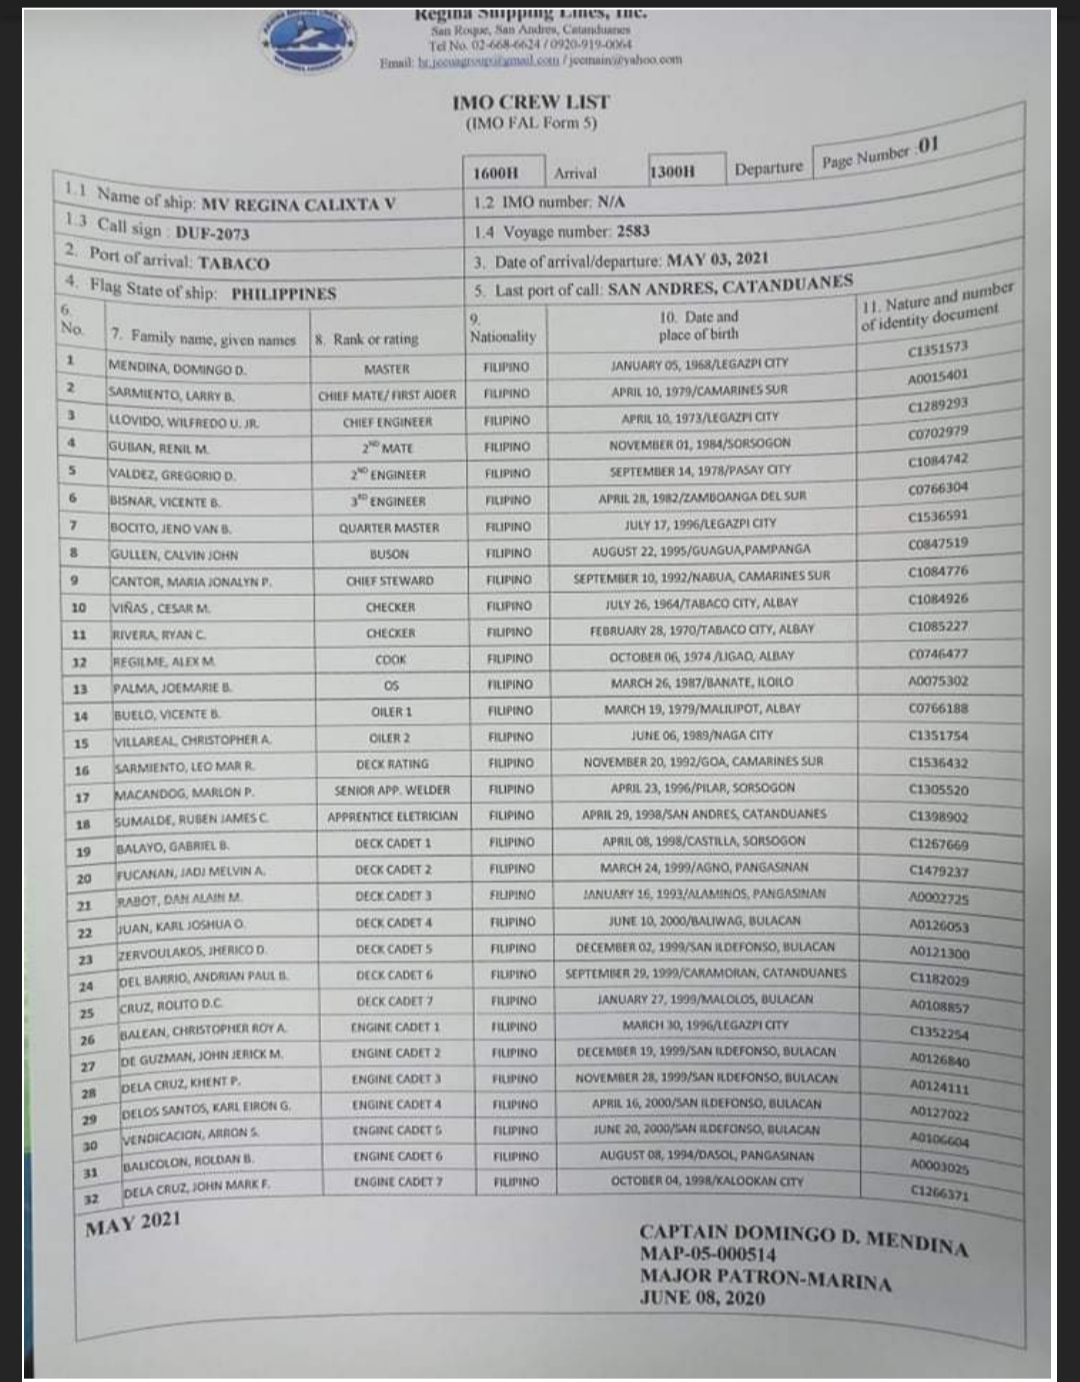 Regina Shipping Lines, Inc.
San Roque, San Andres, Catanduanes
Tel No. 02-668-6624 / 0920-919-0064
Email: / jeemain@yahoo.com
IMO CREW LIST
(IMO FAL Form 5)
1600H Arrival 1300H Departure Page Number :01
1.1 Name of ship: MV REGINA CALIXTA V 1.2 IMO number: N/A
1.3 Call sign : DUF-2073 1.4 Voyage number: 2583
2. Port of arrival: TABACO 3. Date of arrival/departure: MAY 03, 2021
4. Flag State of ship: PHILIPPINES 5. Last port of call: SAN ANDRES, CATANDUANES
6. No. 7. Family name, given names 8. Rank or rating 9. Nationality 10. Date and place of birth 11. Nature and number of identity document
1 MENDINA, DOMINGO D. MASTER FILIPINO JANUARY 05, 1968/LEGAZPI CITY C1351573
2 SARMIENTO, LARRY B. CHIEF MATE/ FIRST AIDER FILIPINO APRIL 10, 1979/CAMARINES SUR A0015401
3 LLOVIDO, WILFREDO U. JR. CHIEF ENGINEER FILIPINO APRIL 10, 1973/LEGAZPI CITY C1289293
4 GUBAN, RENIL M. 2ND MATE FILIPINO NOVEMBER 01, 1984/SORSOGON C0702979
5 VALDEZ, GREGORIO D. 2ND ENGINEER FILIPINO SEPTEMBER 14, 1978/PASAY CITY C1084742
6 BISNAR, VICENTE B. 3RD ENGINEER FILIPINO APRIL 28, 1982/ZAMBOANGA DEL SUR C0766304
7 BOCITO, JENO VAN B. QUARTER MASTER FILIPINO JULY 17, 1996/LEGAZPI CITY C1536591
8 GULLEN, CALVIN JOHN BUSON FILIPINO AUGUST 22, 1995/GUAGUA,PAMPANGA C0847519
9 CANTOR, MARIA JONALYN P. CHIEF STEWARD FILIPINO SEPTEMBER 10, 1992/NABUA, CAMARINES SUR C1084776
10 VIÑAS , CESAR M. CHECKER FILIPINO JULY 26, 1964/TABACO CITY, ALBAY C1084926
11 RIVERA, RYAN C. CHECKER FILIPINO FEBRUARY 28, 1970/TABACO CITY, ALBAY C1085227
12 REGILME, ALEX M. COOK FILIPINO OCTOBER 06, 1974 /LIGAO, ALBAY C0746477
13 PALMA, JOEMARIE B. OS FILIPINO MARCH 26, 1987/BANATE, ILOILO A0075302
14 BUELO, VICENTE B. OILER 1 FILIPINO MARCH 19, 1979/MALILIPOT, ALBAY C0766188
15 VILLAREAL, CHRISTOPHER A. OILER 2 FILIPINO JUNE 06, 1989/NAGA CITY C1351754
16 SARMIENTO, LEO MAR R. DECK RATING FILIPINO NOVEMBER 20, 1992/GOA, CAMARINES SUR C1536432
17 MACANDOG, MARLON P. SENIOR APP. WELDER FILIPINO APRIL 23, 1996/PILAR, SORSOGON C1305520
18 SUMALDE, RUBEN JAMES C. APPRENTICE ELETRICIAN FILIPINO APRIL 29, 1998/SAN ANDRES, CATANDUANES C1398902
19 BALAYO, GABRIEL B. DECK CADET 1 FILIPINO APRIL 08, 1998/CASTILLA, SORSOGON C1267669
20 FUCANAN, JADJ MELVIN A. DECK CADET 2 FILIPINO MARCH 24, 1999/AGNO, PANGASINAN C1479237
21 RABOT, DAN ALAIN M. DECK CADET 3 FILIPINO JANUARY 16, 1993/ALAMINOS, PANGASINAN A0002725
22 JUAN, KARL JOSHUA O. DECK CADET 4 FILIPINO JUNE 10, 2000/BALIWAG, BULACAN A0126053
23 ZERVOULAKOS, JHERICO D. DECK CADET 5 FILIPINO DECEMBER 02, 1999/SAN ILDEFONSO, BULACAN A0121300
24 DEL BARRIO, ANDRIAN PAUL B. DECK CADET 6 FILIPINO SEPTEMBER 29, 1999/CARAMORAN, CATANDUANES C1182029
25 CRUZ, ROLITO D.C. DECK CADET 7 FILIPINO JANUARY 27, 1999/MALOLOS, BULACAN A0108857
26 BALEAN, CHRISTOPHER ROY A. ENGINE CADET 1 FILIPINO MARCH 30, 1996/LEGAZPI CITY C1352254
27 DE GUZMAN, JOHN JERICK M. ENGINE CADET 2 FILIPINO DECEMBER 19, 1999/SAN ILDEFONSO, BULACAN A0126840
28 DELA CRUZ, KHENT P. ENGINE CADET 3 FILIPINO NOVEMBER 28, 1999/SAN ILDEFONSO, BULACAN A0124111
29 DELOS SANTOS, KARL EIRON G. ENGINE CADET 4 FILIPINO APRIL 16, 2000/SAN ILDEFONSO, BULACAN A0127022
30 VENDICACION, ARRON S. ENGINE CADET 5 FILIPINO JUNE 20, 2000/SAN ILDEFONSO, BULACAN A0106604
31 BALICOLON, ROLDAN B. ENGINE CADET 6 FILIPINO AUGUST 08, 1994/DASOL, PANGASINAN A0003025
32 DELA CRUZ, JOHN MARK F. ENGINE CADET 7 FILIPINO OCTOBER 04, 1998/KALOOKAN CITY C1266371
MAY 2021
CAPTAIN DOMINGO D. MENDINA
MAP-05-000514
MAJOR PATRON-MARINA
JUNE 08, 2020